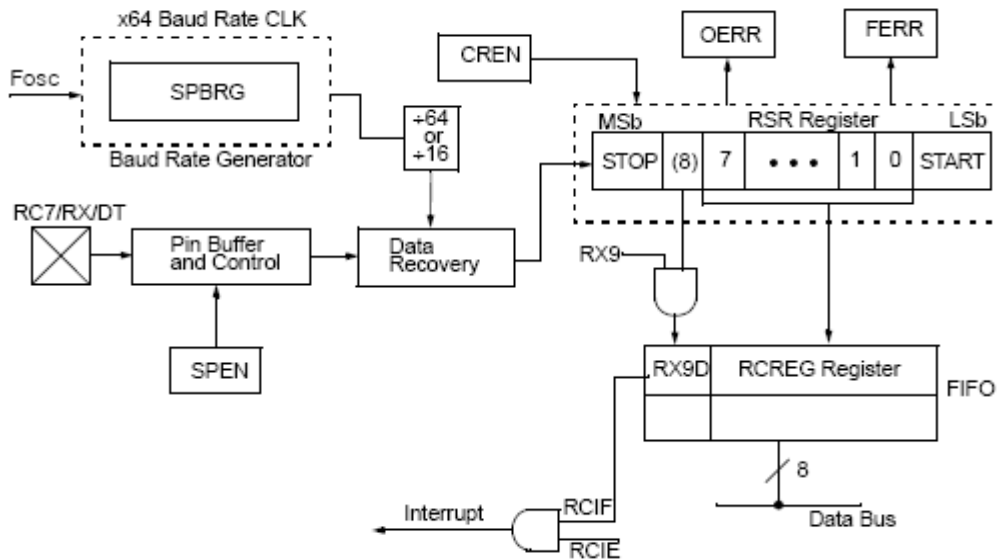 x64 Baud Rate CLK
Fosc
SPBRG
Baud Rate Generator
CREN
OERR
FERR
÷64
or
÷16
MSb
RSR Register
LSb
STOP
(8)
7
• • •
1
0
START
RC7/RX/DT
Pin Buffer
and Control
Data
Recovery
RX9
SPEN
RX9D
RCREG Register
FIFO
8
Data Bus
Interrupt
RCIF
RCIE